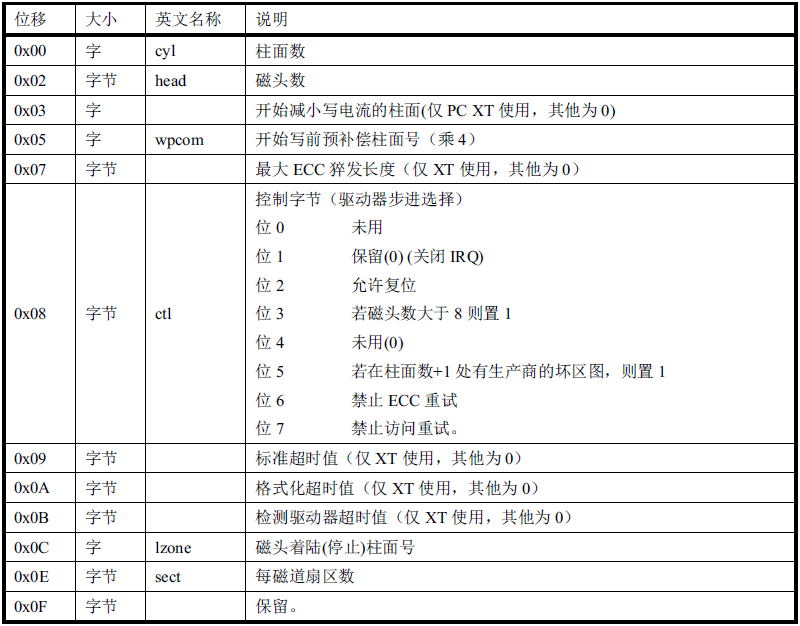 位移 大小 英文名称 说明
0x00 字 cyl 柱面数
0x02 字节 head 磁头数
0x03 字 开始减小写电流的柱面(仅 PC XT 使用，其他为 0)
0x05 字 wpcom 开始写前预补偿柱面号（乘 4）
0x07 字节 最大 ECC 猝发长度（仅 XT 使用，其他为 0）
控制字节（驱动器步进选择）
位 0 未用
位 1 保留(0) (关闭 IRQ)
位 2 允许复位
0x08 字节 ctl 位 3 若磁头数大于 8 则置 1
位 4 未用(0)
位 5 若在柱面数+1 处有生产商的坏区图，则置 1
位 6 禁止 ECC 重试
位 7 禁止访问重试。
0x09 字节 标准超时值（仅 XT 使用，其他为 0）
0x0A 字节 格式化超时值（仅 XT 使用，其他为 0）
0x0B 字节 检测驱动器超时值（仅 XT 使用，其他为 0）
0x0C 字 lzone 磁头着陆(停止)柱面号
0x0E 字节 sect 每磁道扇区数
0x0F 字节 保留。